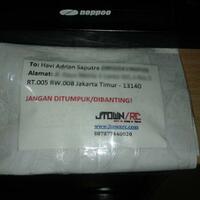 noppoo
To: Havi Adrian Saputra
Alamat:
RT.005 RW.008 Jakarta Timur - 13140
JANGAN DITUMPUK/DIBANTING!
JTOWN/RC
www.jtownrc.com